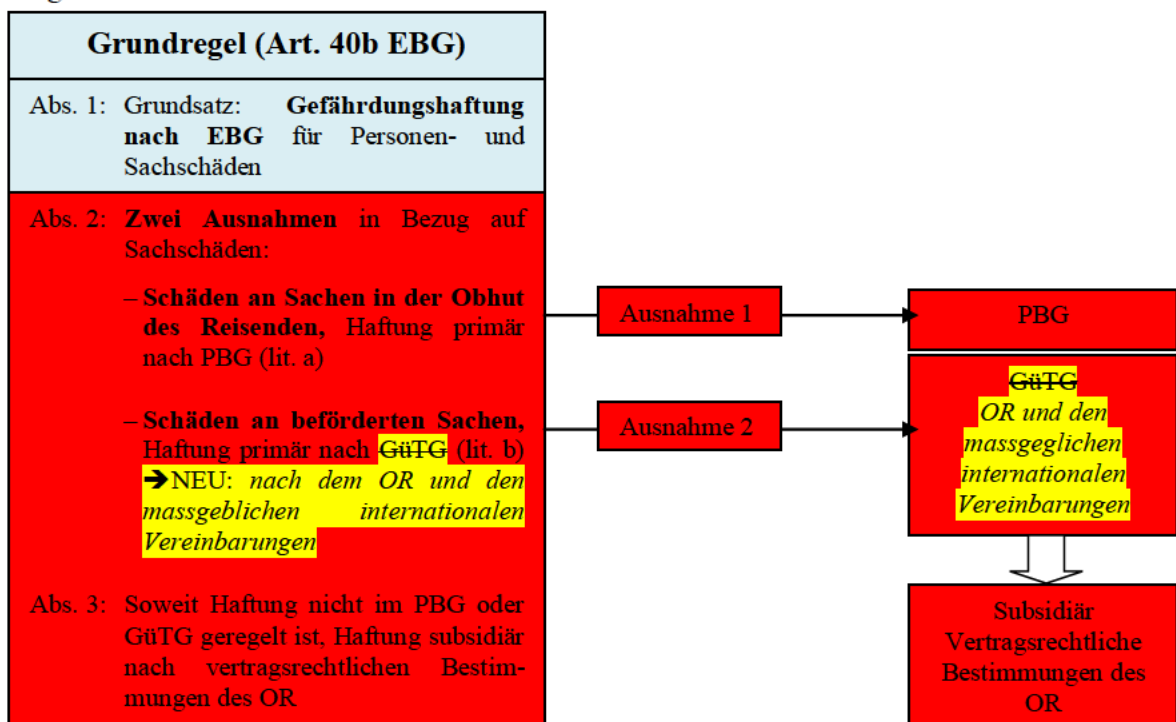 Grundregel (Art. 40b EBG)
Abs. 1: Grundsatz: Gefährdungshaftung
nach EBG für Personen- und
Sachschäden
Abs. 2: Zwei Ausnahmen in Bezug auf
Sachschäden:
– Schäden an Sachen in der Obhut
des Reisenden, Haftung primär
nach PBG (lit. a)
– Schäden an beförderten Sachen,
Haftung primär nach GüTG (lit. b)
➔NEU: nach dem OR und den
massgeblichen internationalen
Vereinbarungen
Abs. 3: Soweit Haftung nicht im PBG oder
GüTG geregelt ist, Haftung subsidiär
nach vertragsrechtlichen Bestim-
mungen des OR
Ausnahme 1
Ausnahme 2
PBG
GüTG
OR und den
massgeglichen
internationalen
Vereinbarungen
Subsidiär
Vertragsrechtliche
Bestimmungen des
OR